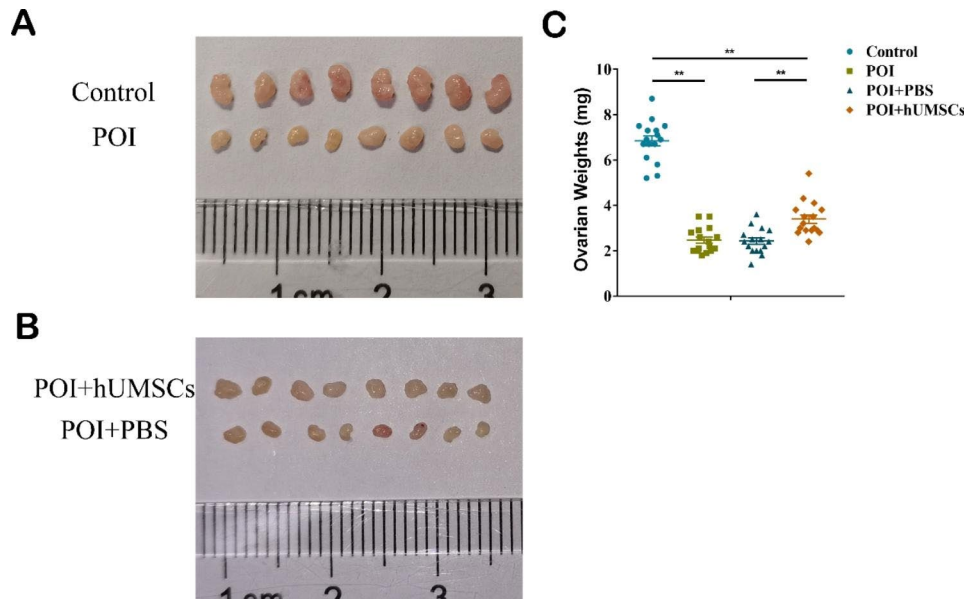 A
Control
POI
1 cm
2
3
B
POI+hUMSCs
POI+PBS
1 cm
2
3
C
**
**
**
Control
POI
POI+PBS
POI+hUMSCs
Ovarian Weights (mg)
10
8
6
4
2
0